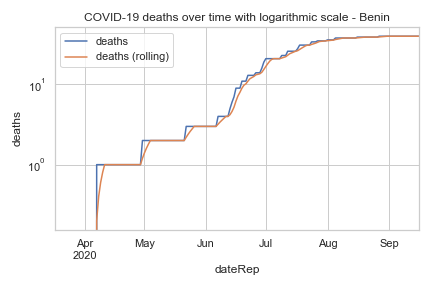 COVID-19 deaths over time with logarithmic scale - Benin
deaths
deaths (rolling)
10¹
10⁰
deaths
Apr
2020
May
Jun
Jul
Aug
Sep
dateRep